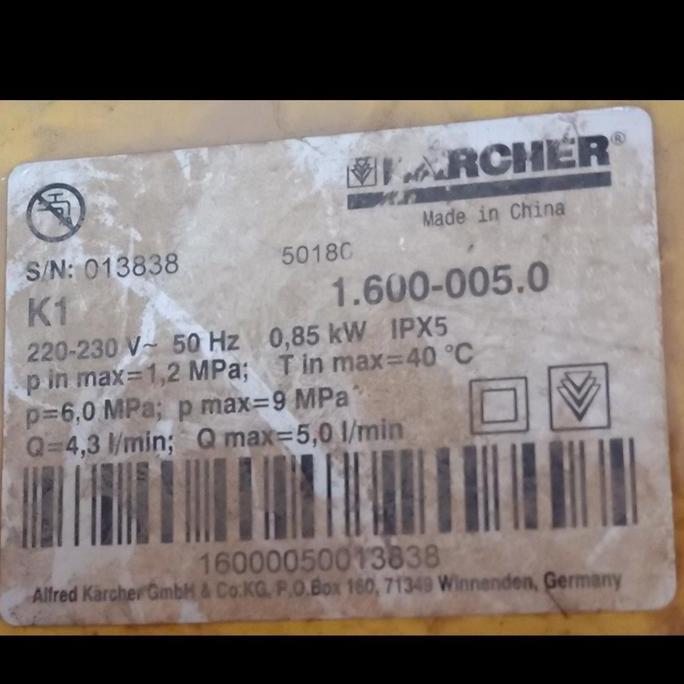 KÄRCHER®
Made in China
S/N: 013838 50180
K1 1.600-005.0
220-230 V~ 50 Hz 0,85 kW IPX5
p in max=1,2 MPa; T in max=40 °C
p=6,0 MPa; p max=9 MPa
Q=4,3 l/min; Q max=5,0 l/min
16000050013838
Alfred Kärcher GmbH & Co.KG, P.O.Box 160, 71349 Winnenden, Germany